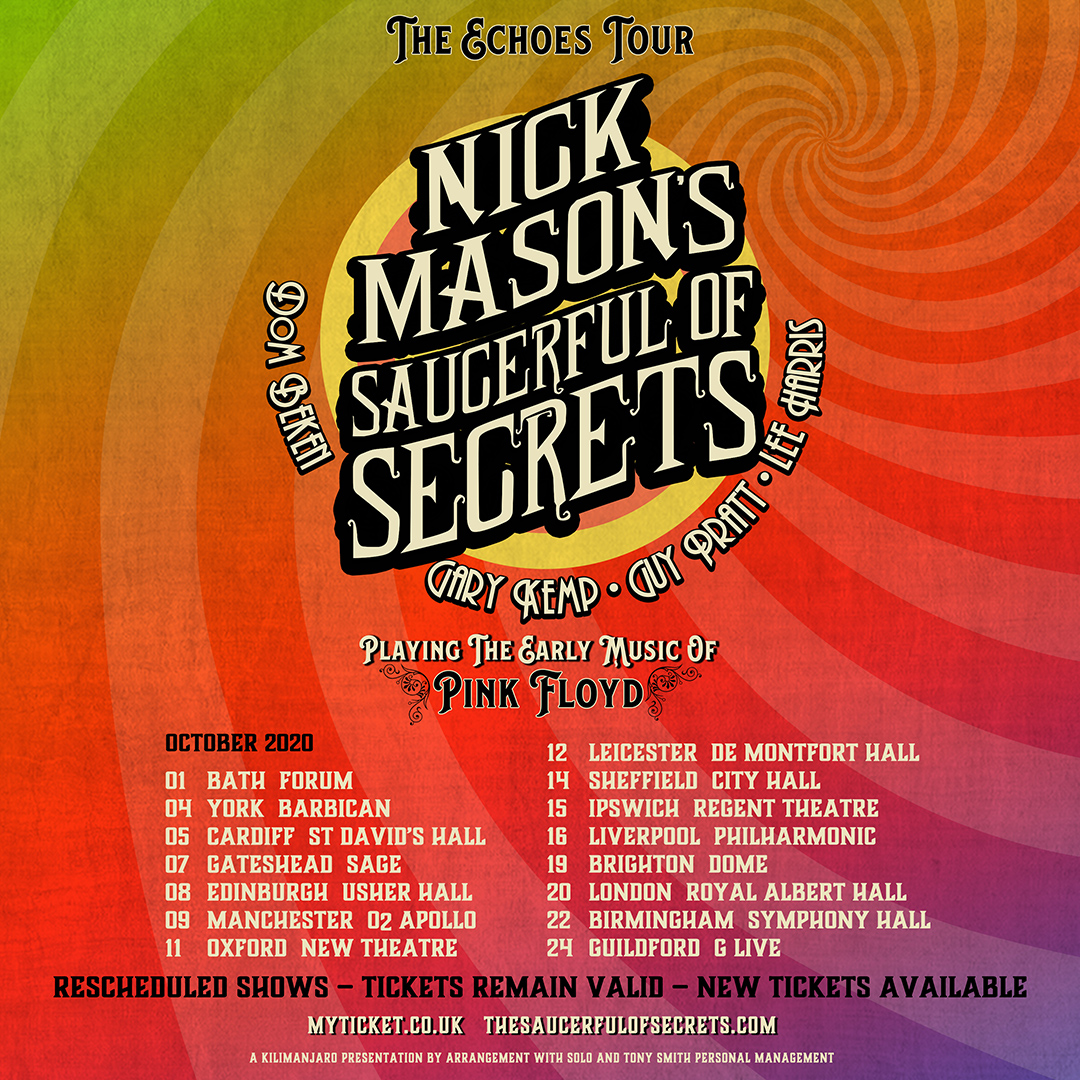 The Echoes Tour
NICK
MASON'S
SAUCERFUL OF
SECRETS
Dom Beken
Gary Kemp • Guy Pratt • Lee Harris
Playing The Early Music Of
Pink Floyd
OCTOBER 2020
01 BATH FORUM
04 YORK BARBICAN
05 CARDIFF ST DAVID'S HALL
07 GATESHEAD SAGE
08 EDINBURGH USHER HALL
09 MANCHESTER O2 APOLLO
11 OXFORD NEW THEATRE
12 LEICESTER DE MONTFORT HALL
14 SHEFFIELD CITY HALL
15 IPSWICH REGENT THEATRE
16 LIVERPOOL PHILHARMONIC
19 BRIGHTON DOME
20 LONDON ROYAL ALBERT HALL
22 BIRMINGHAM SYMPHONY HALL
24 GUILDFORD G LIVE
RESCHEDULED SHOWS – TICKETS REMAIN VALID – NEW TICKETS AVAILABLE
MYTICKET.CO.UK THESAUCERFULOFSECRETS.COM
A KILIMANJARO PRESENTATION BY ARRANGEMENT WITH SOLO AND TONY SMITH PERSONAL MANAGEMENT